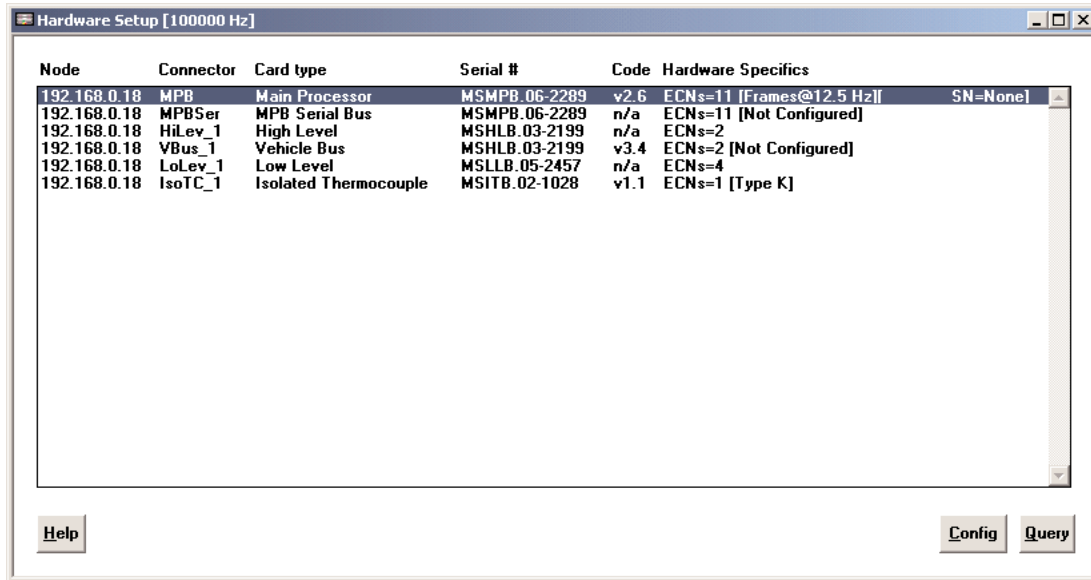 Hardware Setup [100000 Hz]
Node Connector Card type Serial # Code Hardware Specifics
192.168.0.18 MPB Main Processor MSMPB.06-2289 v2.6 ECNs=11 [Frames@12.5 Hz][ SN=None]
192.168.0.18 MPBSer MPB Serial Bus MSMPB.06-2289 n/a ECNs=11 [Not Configured]
192.168.0.18 HiLev_1 High Level MSHLB.03-2199 n/a ECNs=2
192.168.0.18 VBus_1 Vehicle Bus MSHLB.03-2199 v3.4 ECNs=2 [Not Configured]
192.168.0.18 LoLev_1 Low Level MSLLB.05-2457 n/a ECNs=4
192.168.0.18 IsoTC_1 Isolated Thermocouple MSITB.02-1028 v1.1 ECNs=1 [Type K]
Help Config Query